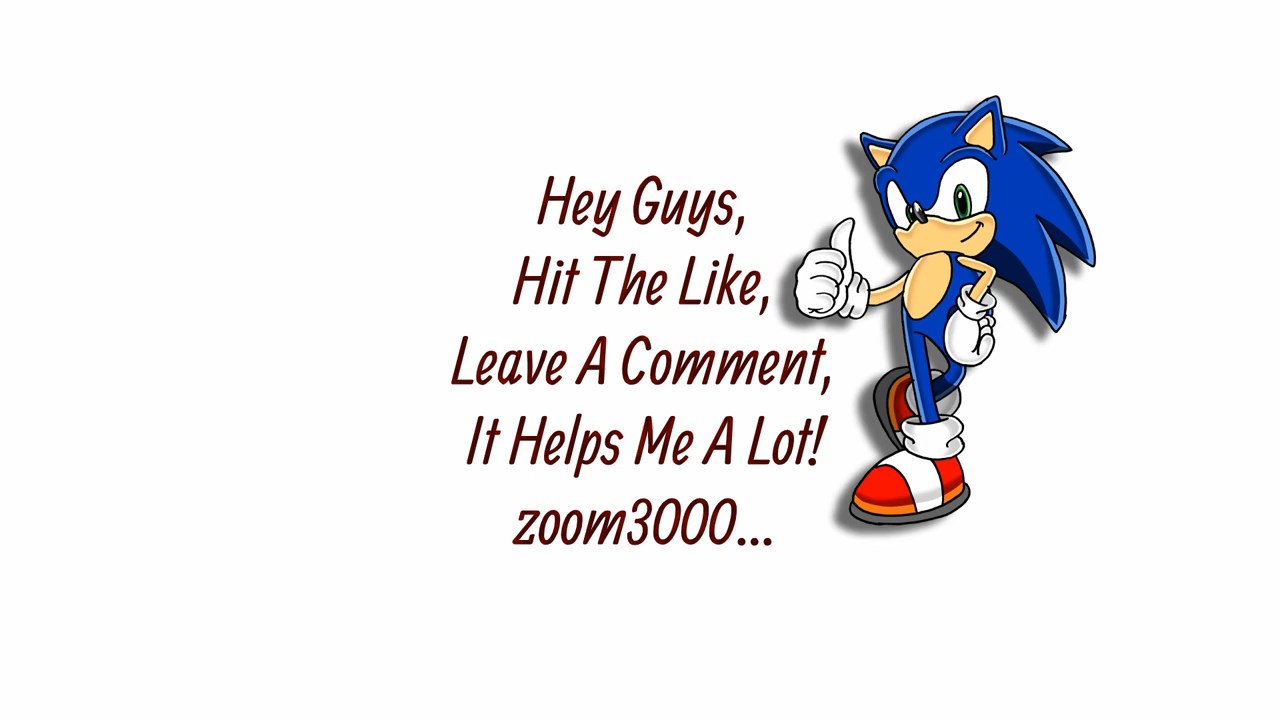 Hey Guys,
Hit The Like,
Leave A Comment,
It Helps Me A Lot!
zoom3000...